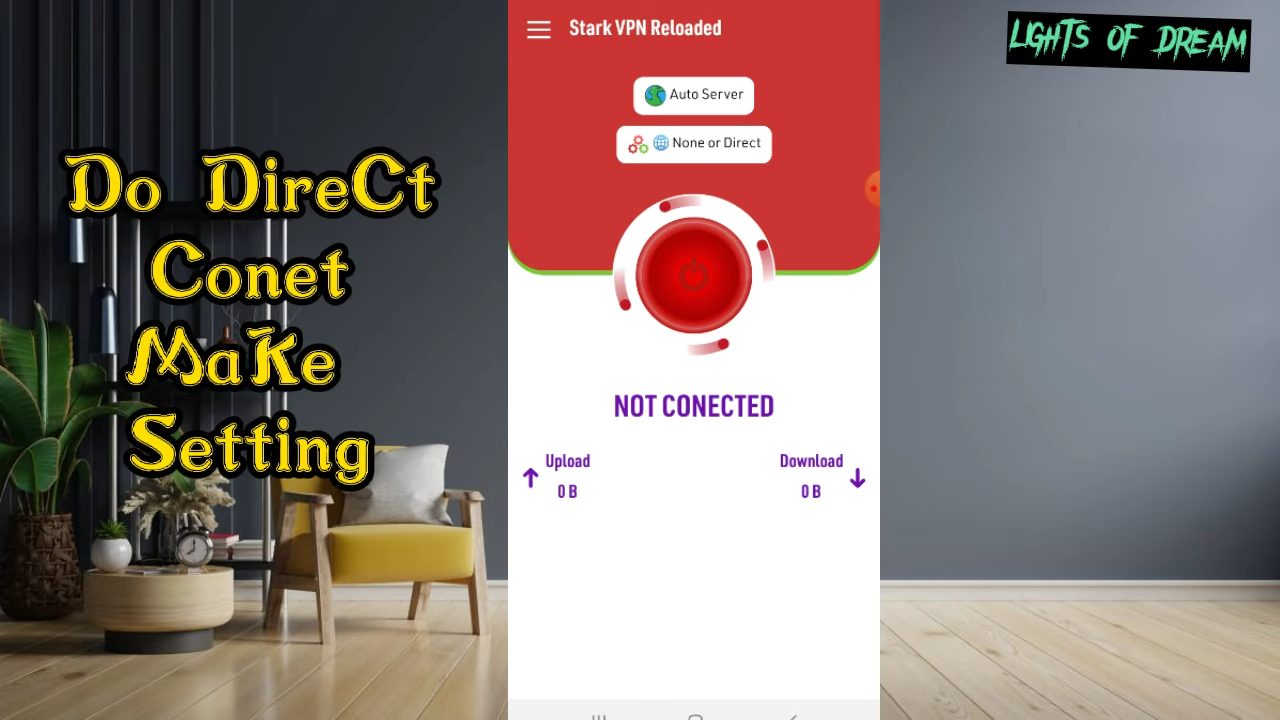 Do DireCt
Conet
MaKe
Setting
Stark VPN Reloaded
Auto Server
None or Direct
NOT CONECTED
Upload
0 B
Download
0 B
LIGHTS OF DREAM